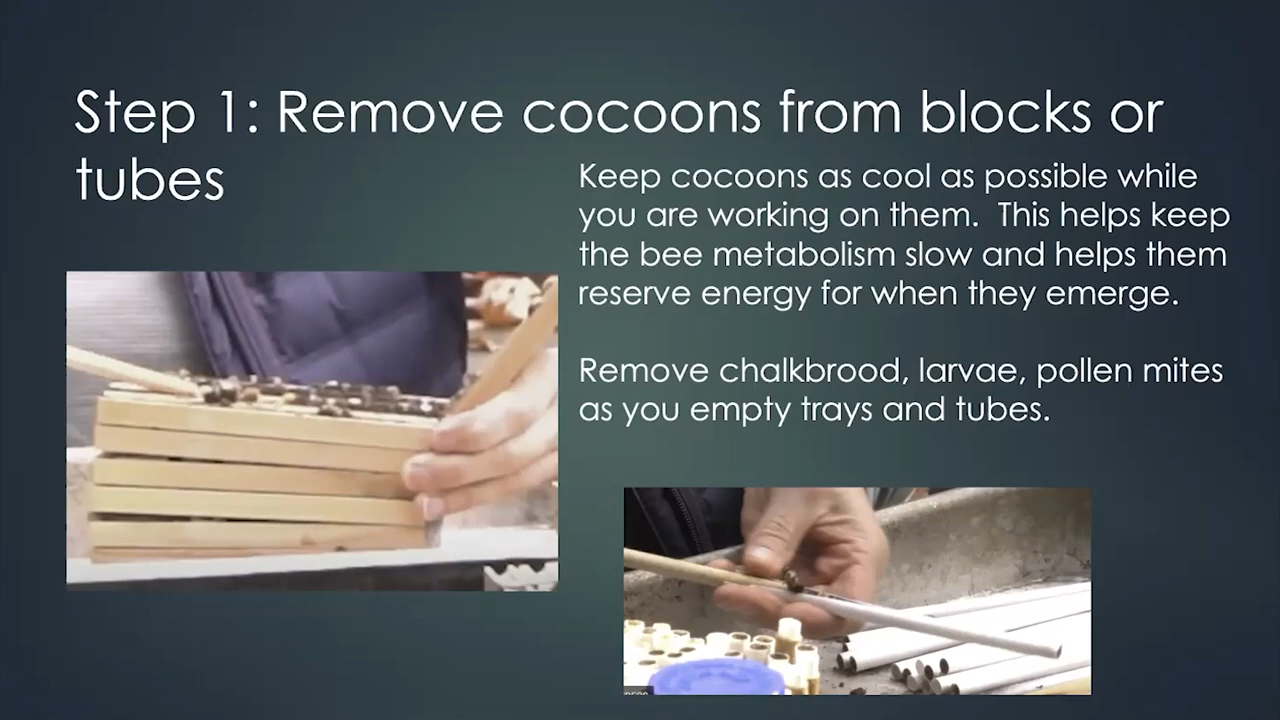 Step 1: Remove cocoons from blocks or
tubes
Keep cocoons as cool as possible while
you are working on them.  This helps keep
the bee metabolism slow and helps them
reserve energy for when they emerge.
Remove chalkbrood, larvae, pollen mites
as you empty trays and tubes.